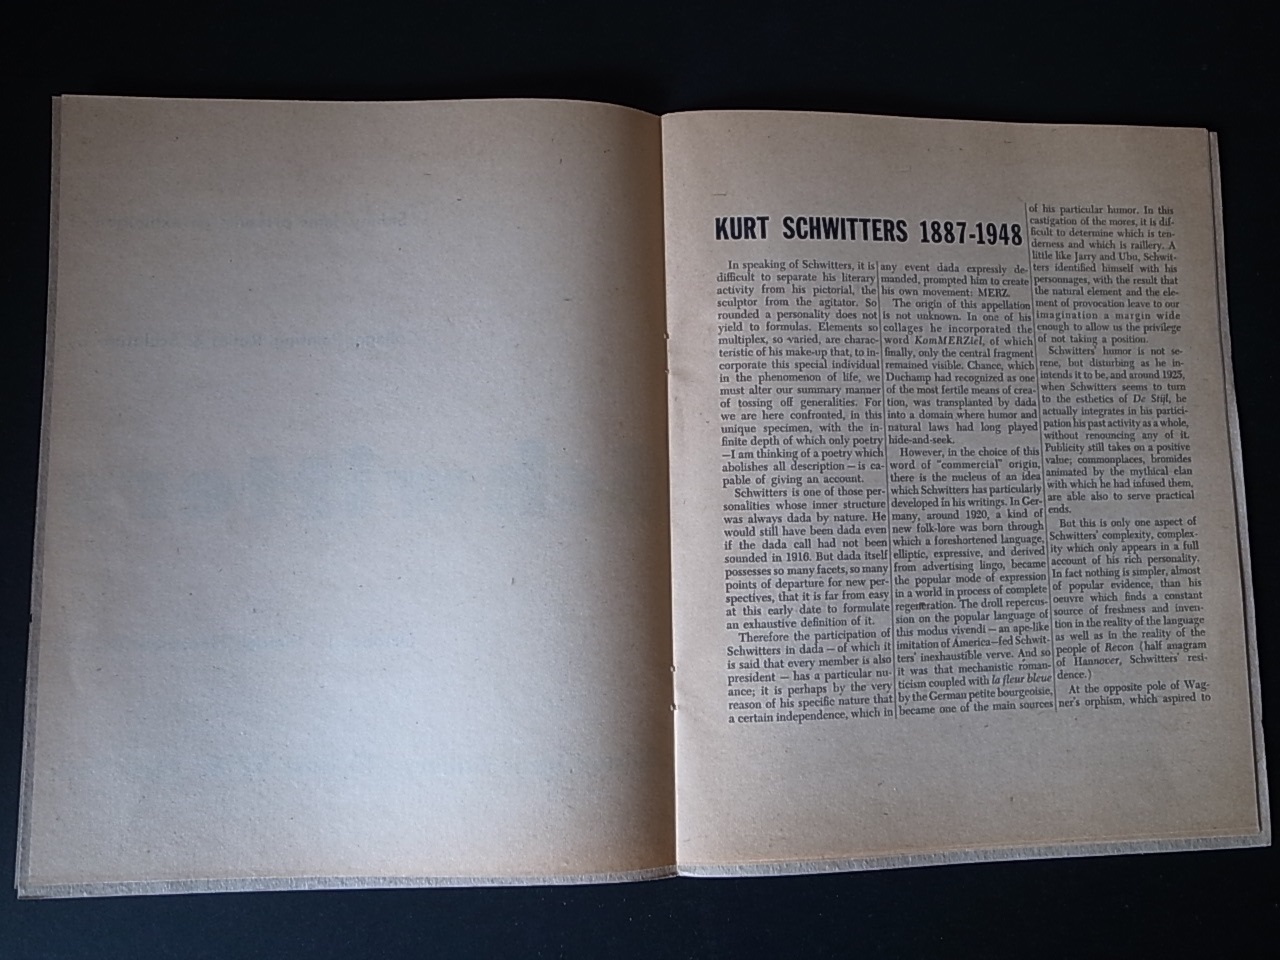 KURT SCHWITTERS 1887-1948
In speaking of Schwitters, it is
difficult to separate his literary
activity from his pictorial, the
sculptor from the agitator. So
rounded a personality does not
yield to formulas. Elements so
multiplex, so varied, are charac-
teristic of his make-up that, to in-
corporate this special individual
in the phenomenon of life, we
must alter our summary manner
of tossing off generalities. For
we are here confronted, in this
unique specimen, with the in-
finite depth of which only poetry
—I am thinking of a poetry which
abolishes all description — is ca-
pable of giving an account.
Schwitters is one of those per-
sonalities whose inner structure
was always dada by nature. He
would still have been dada even
if the dada call had not been
sounded in 1916. But dada itself
possesses so many facets, so many
points of departure for new per-
spectives, that it is far from easy
at this early date to formulate
an exhaustive definition of it.
Therefore the participation of
Schwitters in dada — of which it
is said that every member is also
president — has a particular nu-
ance; it is perhaps by the very
reason of his specific nature that
a certain independence, which in
any event dada expressly de-
manded, prompted him to create
his own movement: MERZ.
The origin of this appellation
is not unknown. In one of his
collages he incorporated the
word KomMERZiel, of which
finally, only the central fragment
remained visible. Chance, which
Duchamp had recognized as one
of the most fertile means of crea-
tion, was transplanted by dada
into a domain where humor and
natural laws had long played
hide-and-seek.
However, in the choice of this
word of "commercial" origin,
there is the nucleus of an idea
which Schwitters has particularly
developed in his writings. In Ger-
many, around 1920, a kind of
new folk-lore was born through
which a foreshortened language,
elliptic, expressive, and derived
from advertising lingo, became
the popular mode of expression
in a world in process of complete
regeneration. The droll repercus-
sion on the popular language of
this modus vivendi — an ape-like
imitation of America—fed Schwit-
ters' inexhaustible verve. And so
it was that mechanistic roman-
ticism coupled with la fleur bleue
by the German petite bourgeoisie,
became one of the main sources
of his particular humor. In this
castigation of the mores, it is dif-
ficult to determine which is ten-
derness and which is raillery. A
little like Jarry and Ubu, Schwit-
ters identified himself with his
personnages, with the result that
the natural element and the ele-
ment of provocation leave to our
imagination a margin wide
enough to allow us the privilege
of not taking a position.
Schwitters' humor is not se-
rene, but disturbing as he in-
intends it to be, and around 1925,
when Schwitters seems to turn
to the esthetics of De Stijl, he
actually integrates in his partici-
pation his past activity as a whole,
without renouncing any of it.
Publicity still takes on a positive
value; commonplaces, bromides
animated by the mythical elan
with which he had infused them,
are able also to serve practical
ends.
But this is only one aspect of
Schwitters' complexity, complex-
ity which only appears in a full
account of his rich personality.
In fact nothing is simpler, almost
of popular evidence, than his
oeuvre which finds a constant
source of freshness and inven-
tion in the reality of the language
as well as in the reality of the
people of Recon (half anagram
of Hannover, Schwitters' resi-
dence.)
At the opposite pole of Wag-
ner's orphism, which aspired to